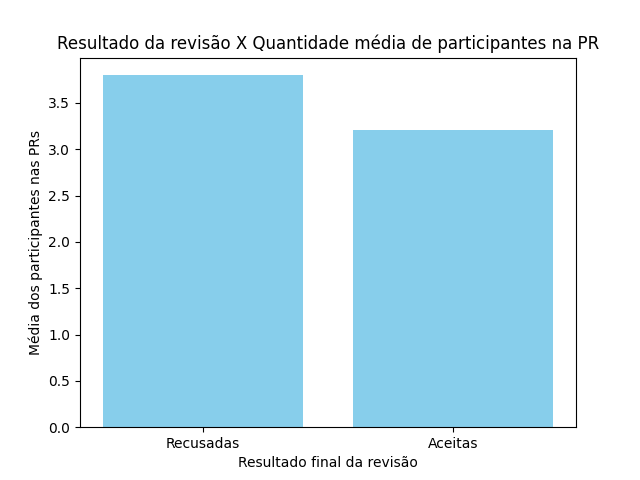 Resultado da revisão X Quantidade média de participantes na PR
Média dos participantes nas PRs
3.5
3.0
2.5
2.0
1.5
1.0
0.5
0.0
Recusadas
Aceitas
Resultado final da revisão